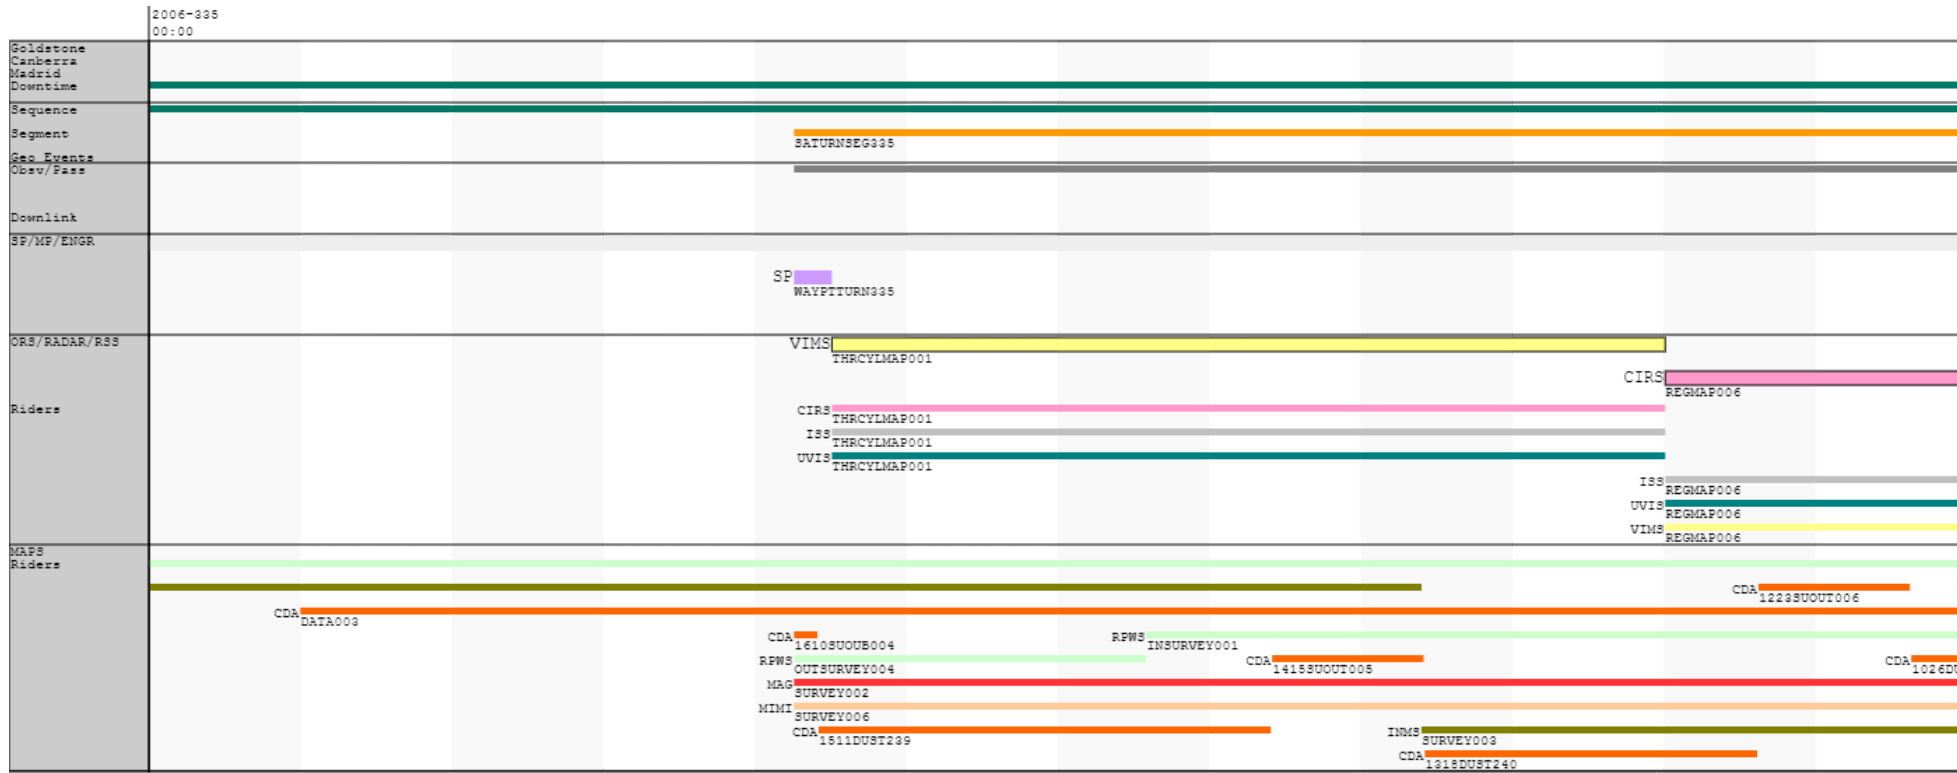 2006-335
00:00
Goldstone
Canberra
Madrid
Downtime
Sequence
Segment
SATURNSEG335
Geo Events
Obsv/Pass
Downlink
SP/MP/ENGR
SP
WAYPTTURN335
ORS/RADAR/RSS
VIMS
THRCYLMAP001
CIRS
REGMAP006
Riders
CIRS
THRCYLMAP001
ISS
THRCYLMAP001
UVIS
THRCYLMAP001
ISS
REGMAP006
UVIS
REGMAP006
VIMS
REGMAP006
MAPS
Riders
CDA
1223SUOUT006
CDA
DATA003
CDA
1610SUOUB004
RPWS
INSURVEY001
RPWS
OUTSURVEY004
CDA
1415SUOUT005
CDA
1026DU
MAG
SURVEY002
MIMI
SURVEY006
CDA
1511DUST239
INMS
SURVEY003
CDA
1318DUST240